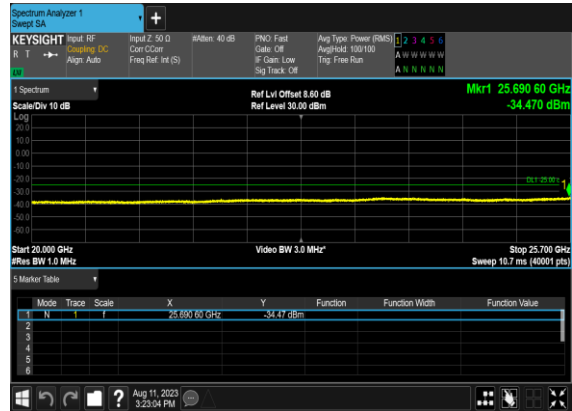 Spectrum Analyzer 1
Swept SA
+
KEYSIGHT Input: RF Input Z: 50 Ω #Atten: 40 dB PNO: Fast Avg Type: Power (RMS) 1 2 3 4 5 6
R T Coupling: DC Corr CCorr Gate: Off Avg|Hold: 100/100 A W W W W W
Align: Auto Freq Ref: Int (S) IF Gain: Low Trig: Free Run
Sig Track: Off A N N N N N
1 Spectrum Ref Lvl Offset 8.60 dB Mkr1 25.690 60 GHz
Scale/Div 10 dB Ref Level 30.00 dBm -34.470 dBm
Log
20.0
10.0
0.00
-10.0
-20.0
DL1 -25.00
1
-30.0
-40.0
-50.0
-60.0
Start 20.000 GHz Video BW 3.0 MHz* Stop 25.700 GHz
#Res BW 1.0 MHz Sweep 10.7 ms (40001 pts)
5 Marker Table
Mode Trace Scale X Y Function Function Width Function Value
1 N 1 f 25.690 60 GHz -34.47 dBm
2
3
4
5
6
? Aug 11, 2023
3:23:04 PM